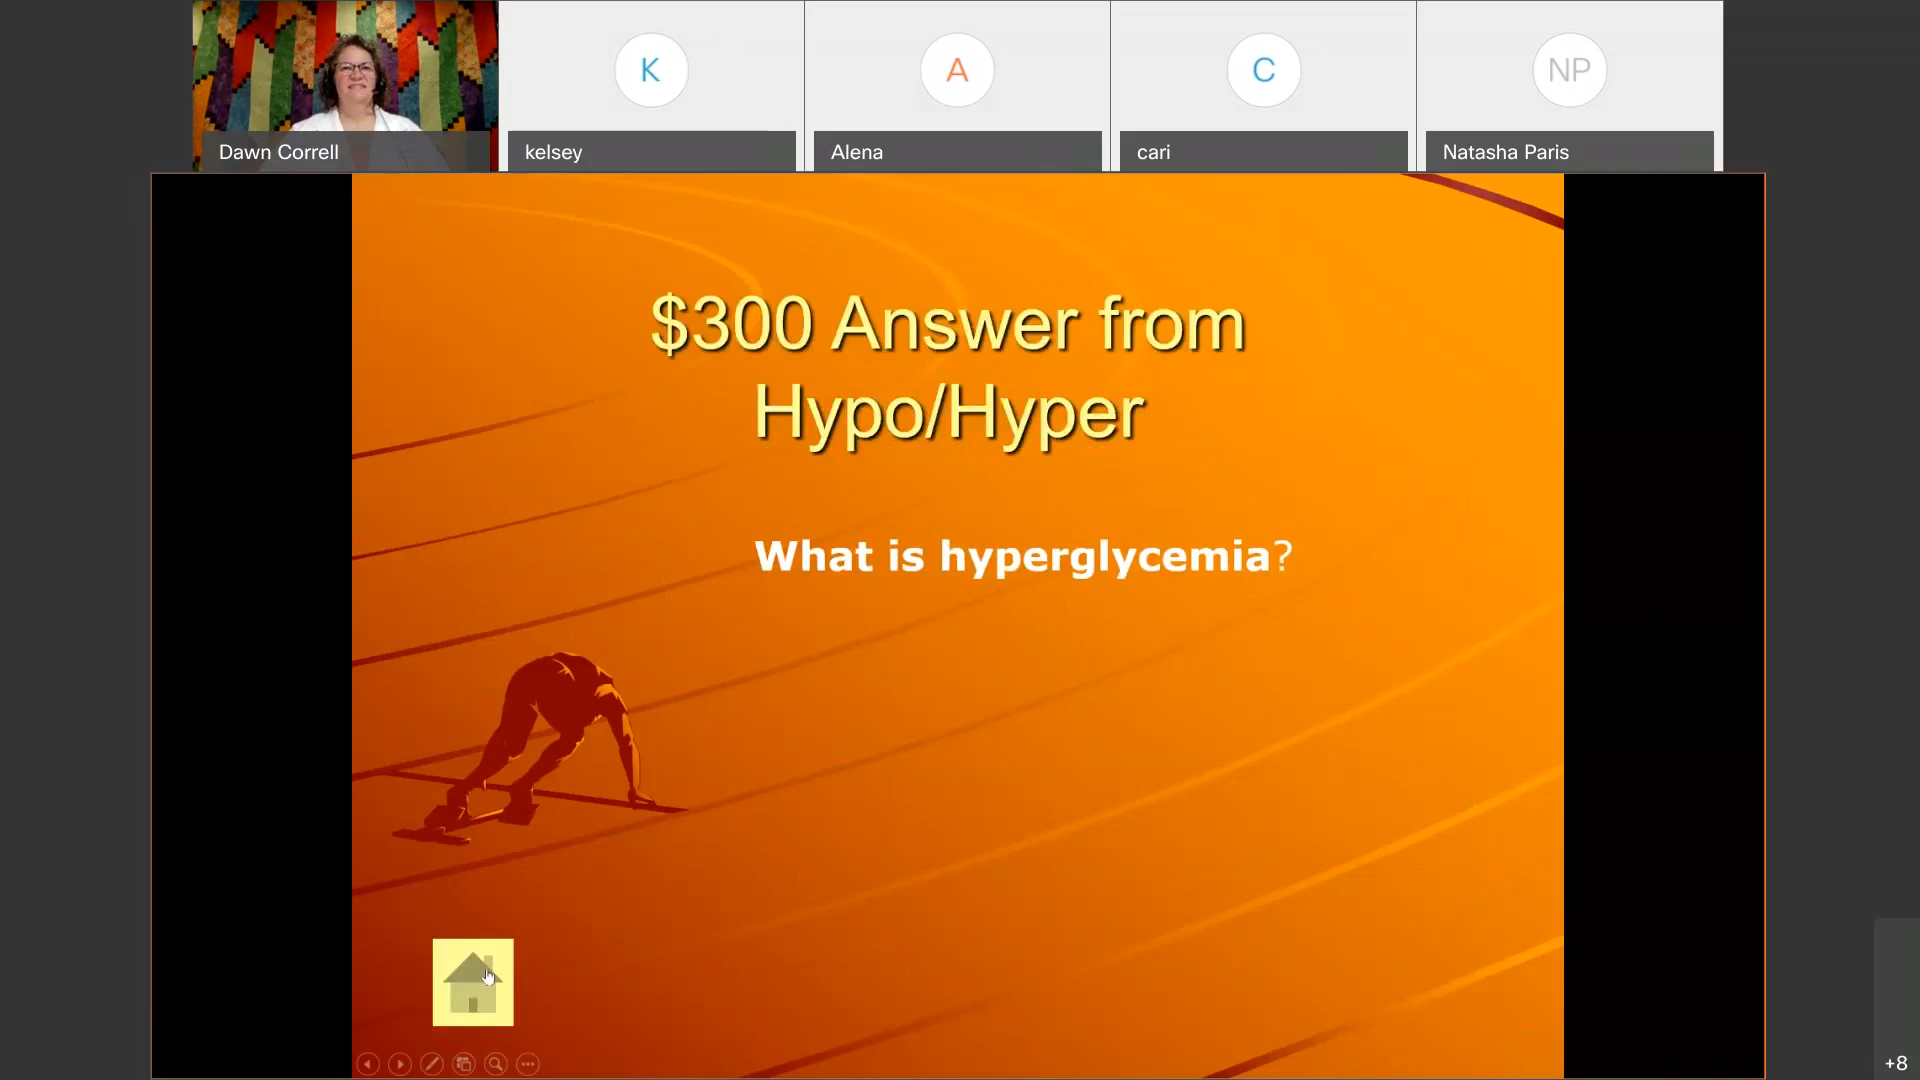 K
A
C
NP
Dawn Correll
kelsey
Alena
cari
Natasha Paris
$300 Answer from
Hypo/Hyper
What is hyperglycemia?
+8